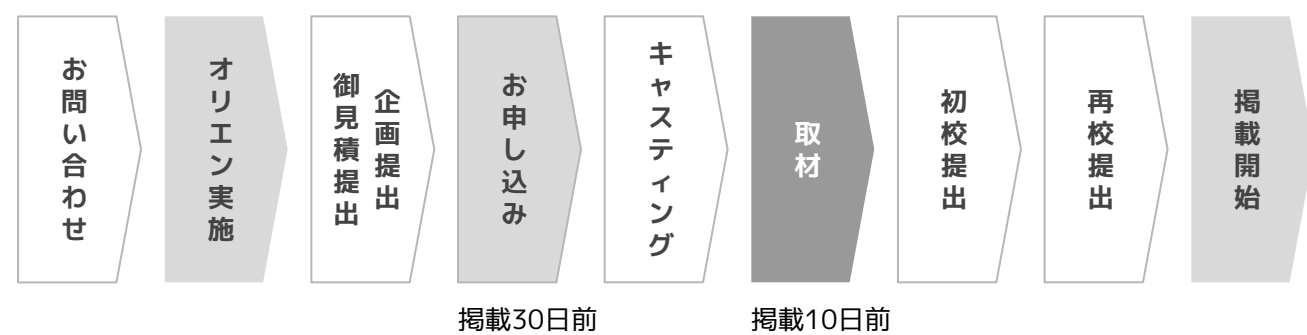 お問い合わせ
オリエン実施
企画提出
御見積提出
お申し込み
キャスティング
取材
初校提出
再校提出
掲載開始
掲載30日前
掲載10日前